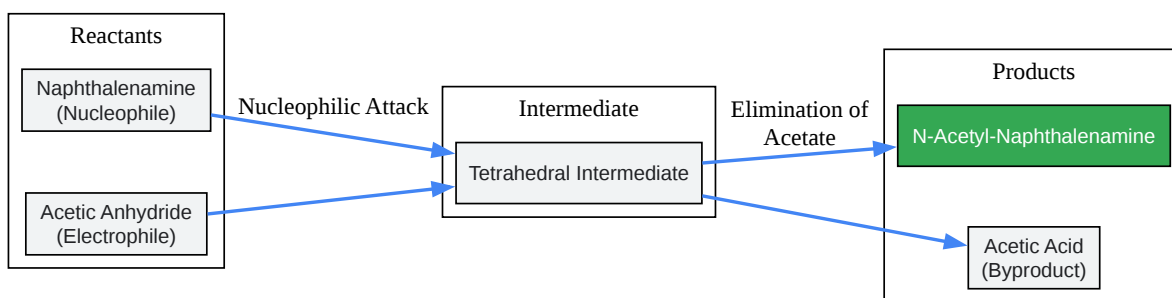 Reactants
Naphthalenamine
(Nucleophile)
Acetic Anhydride
(Electrophile)
Nucleophilic Attack
Intermediate
Tetrahedral Intermediate
Elimination of
Acetate
Products
N-Acetyl-Naphthalenamine
Acetic Acid
(Byproduct)